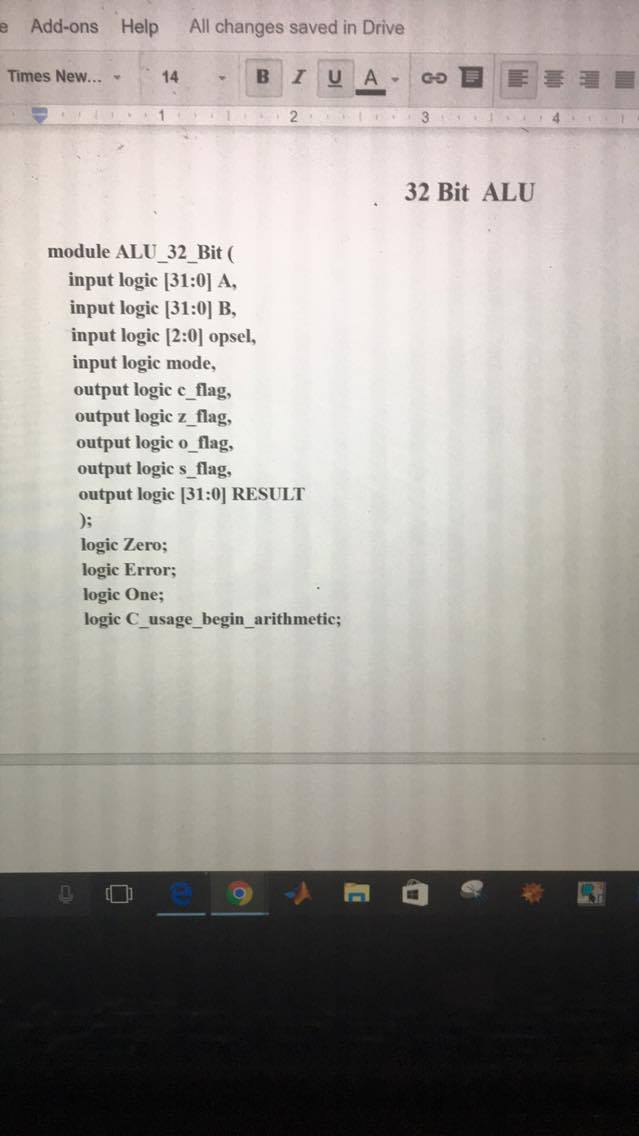 Add-ons Help All changes saved in Drive
Times New... 14 B I U A
1 2 3 4
32 Bit ALU
module ALU_32_Bit (
input logic [31:0] A,
input logic [31:0] B,
input logic [2:0] opsel,
input logic mode,
output logic c_flag,
output logic z_flag,
output logic o_flag,
output logic s_flag,
output logic [31:0] RESULT
);
logic Zero;
logic Error;
logic One;
logic C_usage_begin_arithmetic;